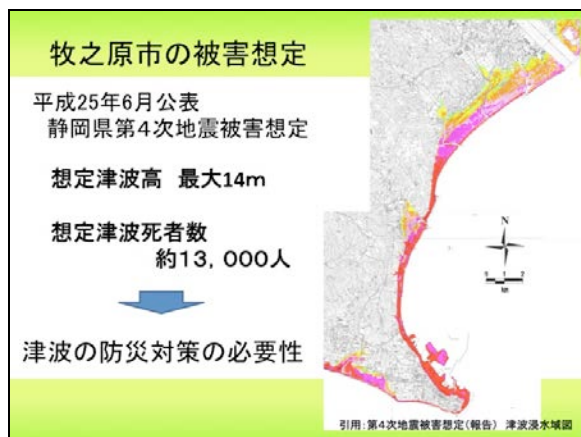 牧之原市の被害想定
平成25年6月公表
静岡県第4次地震被害想定
想定津波高 最大14m
想定津波死者数
約13,000人
津波の防災対策の必要性
N
km
引用:第4次地震被害想定(報告) 津波浸水域図